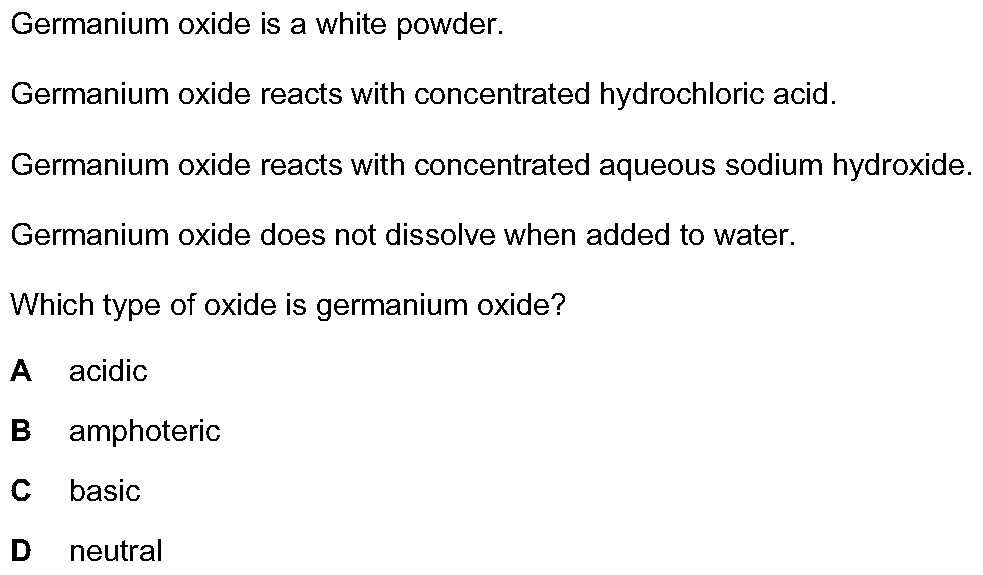 Germanium oxide is a white powder.
Germanium oxide reacts with concentrated hydrochloric acid.
Germanium oxide reacts with concentrated aqueous sodium hydroxide.
Germanium oxide does not dissolve when added to water.
Which type of oxide is germanium oxide?
A acidic
B amphoteric
C basic
D neutral